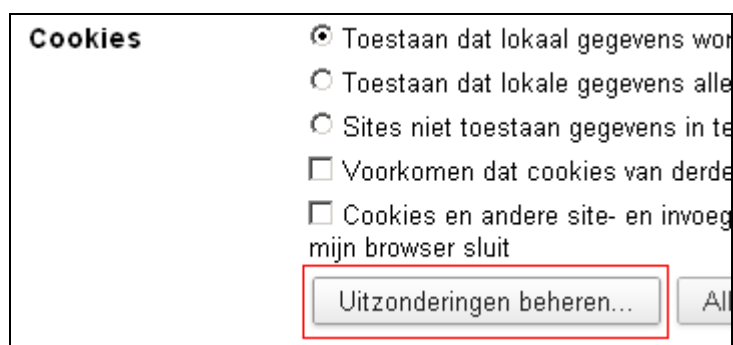 Cookies
Toestaan dat lokaal gegevens wor
Toestaan dat lokale gegevens alle
Sites niet toestaan gegevens in te
Voorkomen dat cookies van derde
Cookies en andere site- en invoeg
mijn browser sluit
Uitzonderingen beheren... All